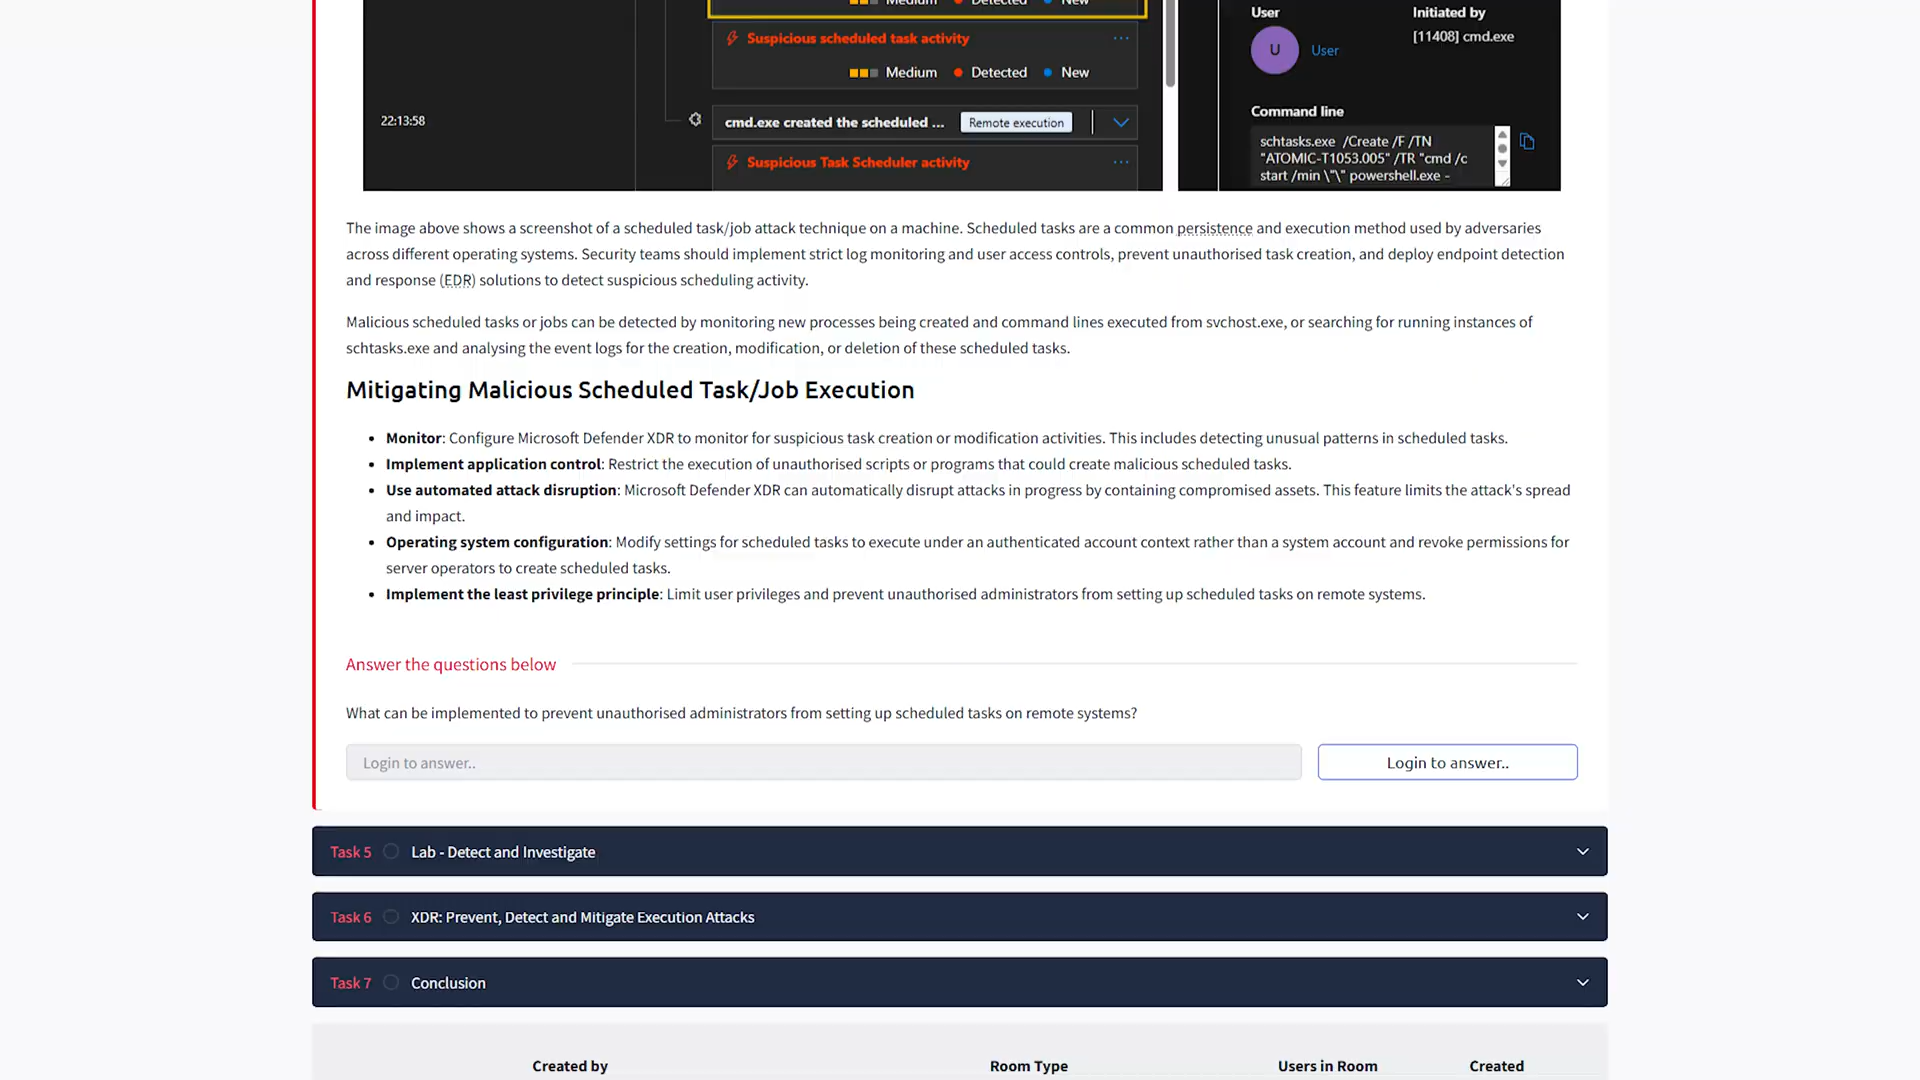 Medium Detected New
User Initiated by
Suspicious scheduled task activity ...
[11408] cmd.exe
U User
Medium Detected New
Command line
22:13:58 cmd.exe created the scheduled ... Remote execution
schtasks.exe /Create /F /TN
"ATOMIC-T1053.005" /TR "cmd /c
start /min \"\" powershell.exe -
Suspicious Task Scheduler activity ...
The image above shows a screenshot of a scheduled task/job attack technique on a machine. Scheduled tasks are a common persistence and execution method used by adversaries
across different operating systems. Security teams should implement strict log monitoring and user access controls, prevent unauthorised task creation, and deploy endpoint detection
and response (EDR) solutions to detect suspicious scheduling activity.
Malicious scheduled tasks or jobs can be detected by monitoring new processes being created and command lines executed from svchost.exe, or searching for running instances of
schtasks.exe and analysing the event logs for the creation, modification, or deletion of these scheduled tasks.
Mitigating Malicious Scheduled Task/Job Execution
• Monitor: Configure Microsoft Defender XDR to monitor for suspicious task creation or modification activities. This includes detecting unusual patterns in scheduled tasks.
• Implement application control: Restrict the execution of unauthorised scripts or programs that could create malicious scheduled tasks.
• Use automated attack disruption: Microsoft Defender XDR can automatically disrupt attacks in progress by containing compromised assets. This feature limits the attack's spread
and impact.
• Operating system configuration: Modify settings for scheduled tasks to execute under an authenticated account context rather than a system account and revoke permissions for
server operators to create scheduled tasks.
• Implement the least privilege principle: Limit user privileges and prevent unauthorised administrators from setting up scheduled tasks on remote systems.
Answer the questions below
What can be implemented to prevent unauthorised administrators from setting up scheduled tasks on remote systems?
Login to answer.. Login to answer..
Task 5 Lab - Detect and Investigate
Task 6 XDR: Prevent, Detect and Mitigate Execution Attacks
Task 7 Conclusion
Created by Room Type Users in Room Created